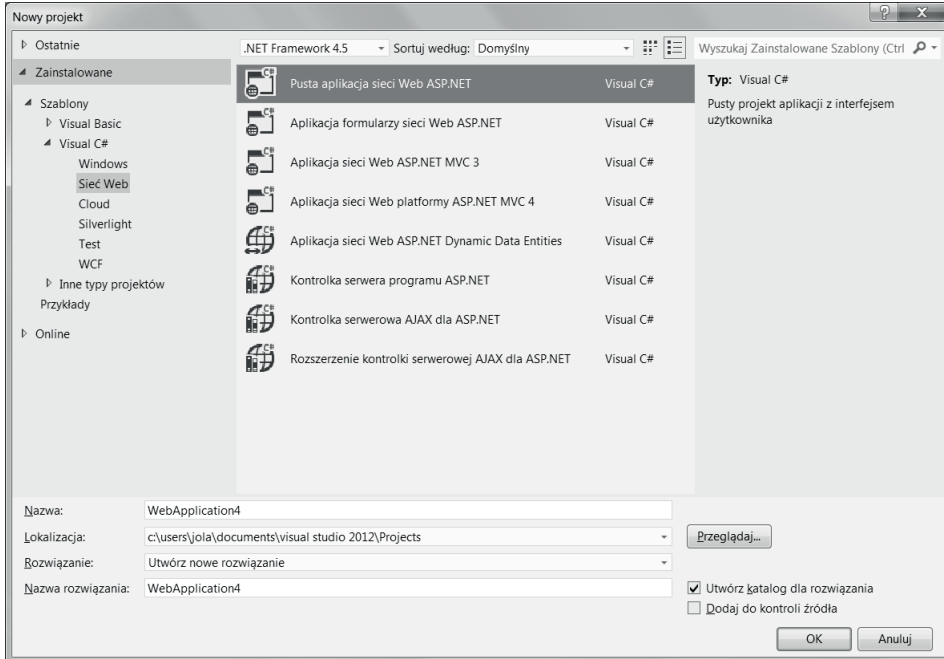 Nowy projekt
Ostatnie
Zainstalowane
Szablony
Visual Basic
Visual C#
Windows
Sieć Web
Cloud
Silverlight
Test
WCF
Inne typy projektów
Przykłady
Online
.NET Framework 4.5
Sortuj według: Domyślny
Wyszukaj Zainstalowane Szablony (Ctrl
Pusta aplikacja sieci Web ASP.NET Visual C#
Aplikacja formularzy sieci Web ASP.NET Visual C#
Aplikacja sieci Web ASP.NET MVC 3 Visual C#
Aplikacja sieci Web platformy ASP.NET MVC 4 Visual C#
Aplikacja sieci Web ASP.NET Dynamic Data Entities Visual C#
Kontrolka serwera programu ASP.NET Visual C#
Kontrolka serwerowa AJAX dla ASP.NET Visual C#
Rozszerzenie kontrolki serwerowej AJAX dla ASP.NET Visual C#
Typ: Visual C#
Pusty projekt aplikacji z interfejsem
użytkownika
Nazwa: WebApplication4
Lokalizacja: c:\users\jola\documents\visual studio 2012\Projects
Przeglądaj...
Rozwiązanie: Utwórz nowe rozwiązanie
Nazwa rozwiązania: WebApplication4
Utwórz katalog dla rozwiązania
Dodaj do kontroli źródła
OK
Anuluj